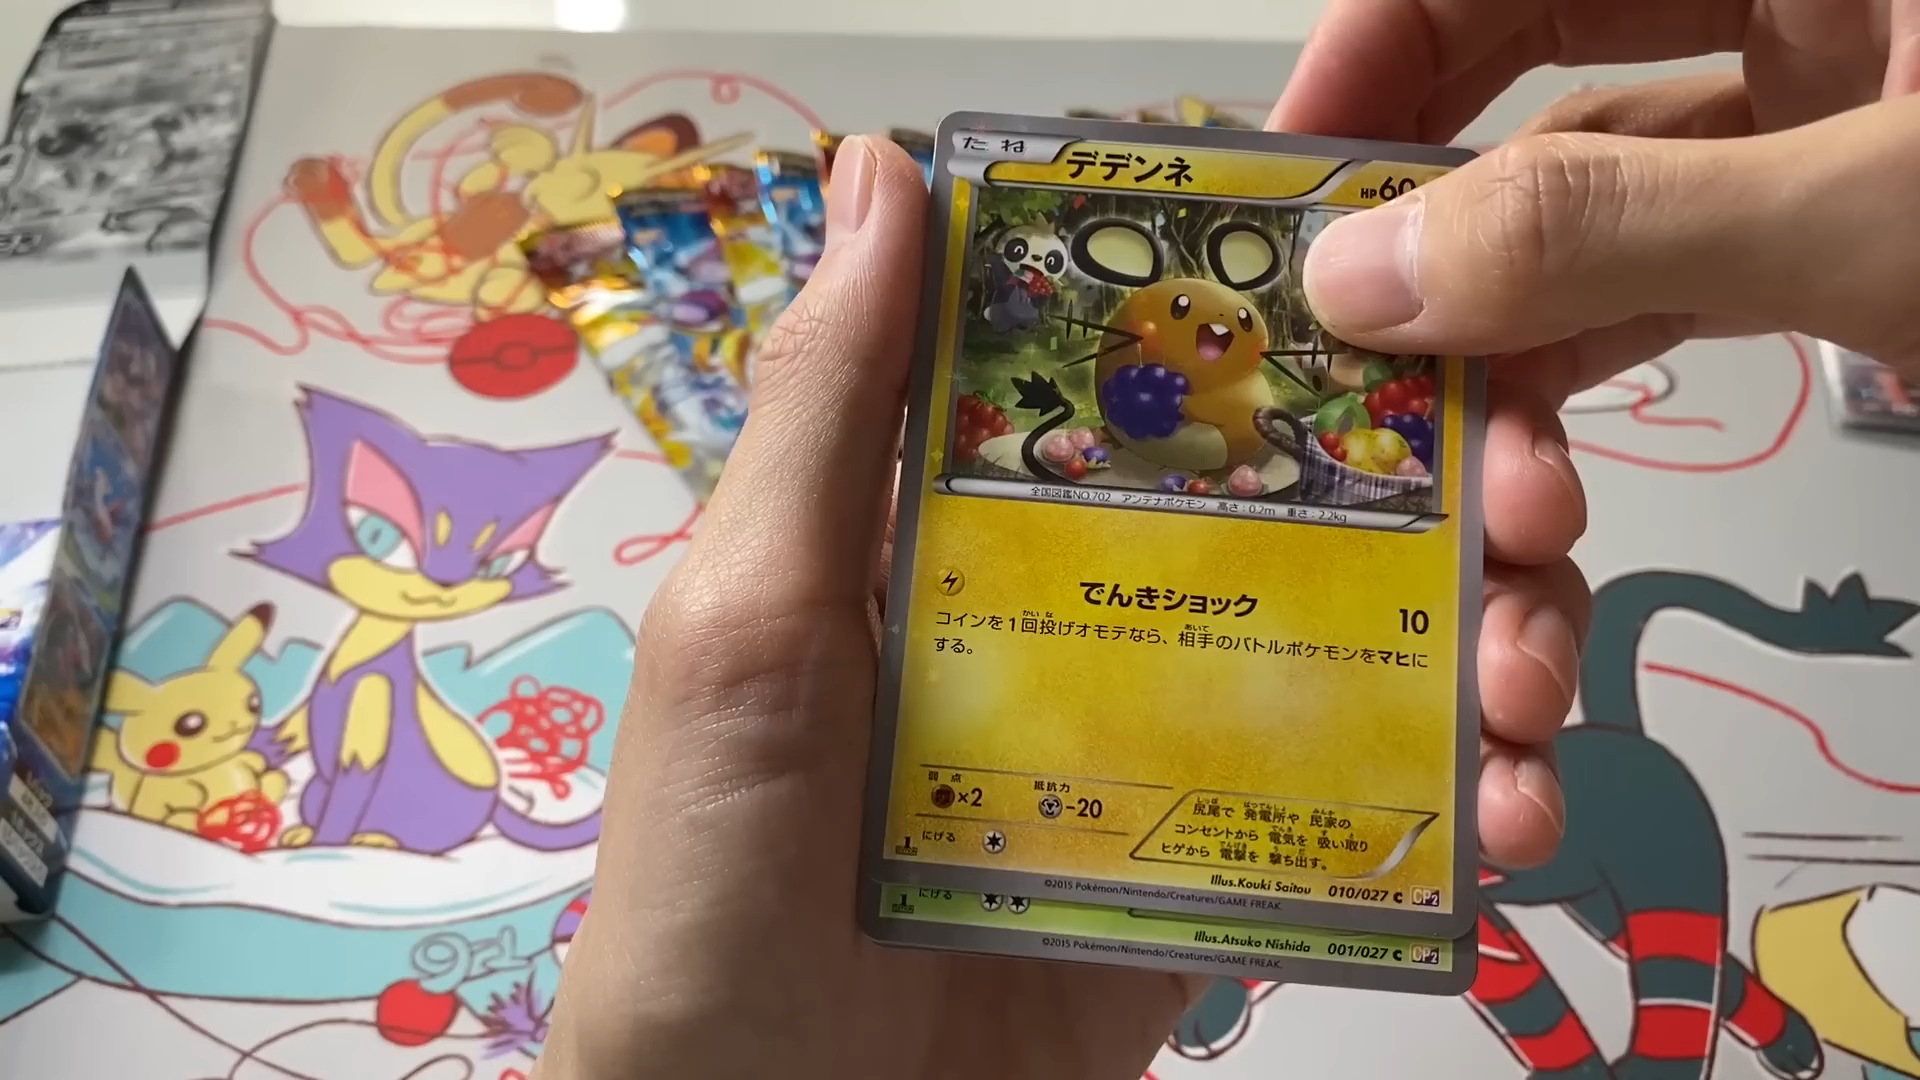 たね デデンネ HP60
全国図鑑NO.702 アンテナポケモン 高さ:0.2m 重さ:2.2kg
でんきショック 10
コインを1回投げオモテなら、相手のバトルポケモンをマヒに
する。
弱点 抵抗力
×2 -20
にげる
尻尾で 発電所や 民家の
コンセントから 電気を 吸い取り
ヒゲから 電撃を 撃ち出す。
Illus.Kouki Saitou 010/027 C CP2
©2015 Pokémon/Nintendo/Creatures/GAME FREAK.
にげる
Illus.Atsuko Nishida 001/027 C CP2
©2015 Pokémon/Nintendo/Creatures/GAME FREAK.